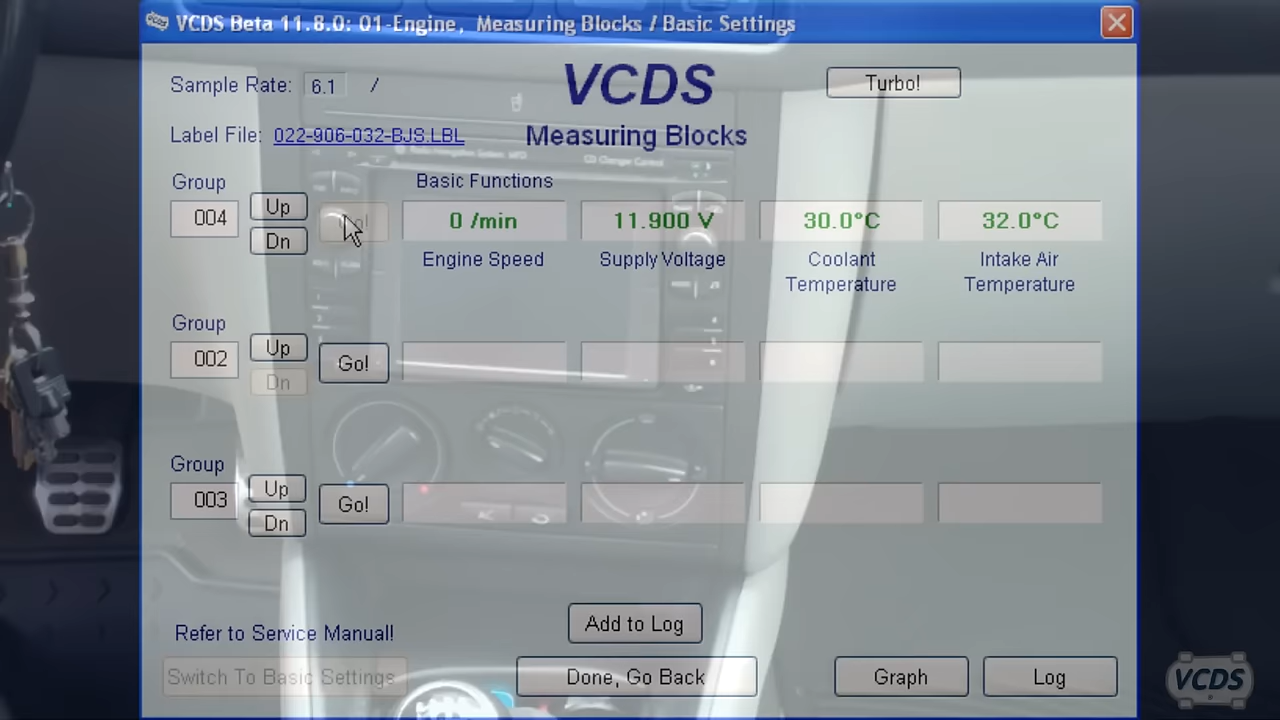 VCDS Beta 11.8.0: 01-Engine, Measuring Blocks / Basic Settings
Sample Rate: 6.1 /
VCDS
Turbo!
Label File: 022-906-032-BJS.LBL
Measuring Blocks
Group
Basic Functions
004
Up
Dn
0 /min
11.900 V
30.0°C
32.0°C
Engine Speed
Supply Voltage
Coolant Temperature
Intake Air Temperature
Group
002
Up
Dn
Go!
Group
003
Up
Dn
Go!
Refer to Service Manual!
Add to Log
Switch To Basic Settings
Done, Go Back
Graph
Log
VCDS